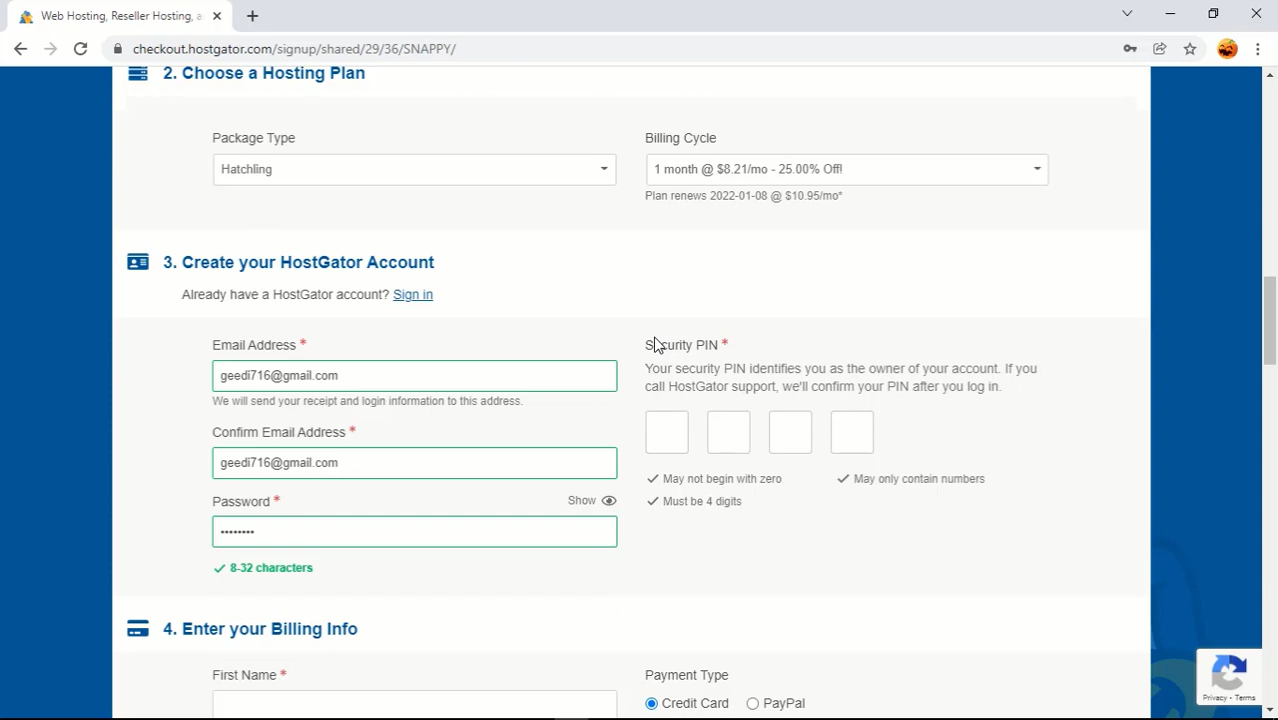 Web Hosting, Reseller Hosting, a
checkout.hostgator.com/signup/shared/29/36/SNAPPY/
2. Choose a Hosting Plan
Package Type
Hatchling
Billing Cycle
1 month @ $8.21/mo - 25.00% Off!
Plan renews 2022-01-08 @ $10.95/mo*
3. Create your HostGator Account
Already have a HostGator account? Sign in
Email Address *
geedi716@gmail.com
We will send your receipt and login information to this address.
Confirm Email Address *
geedi716@gmail.com
Password *
Show
••••••••
8-32 characters
Security PIN *
Your security PIN identifies you as the owner of your account. If you
call HostGator support, we'll confirm your PIN after you log in.
May not begin with zero
May only contain numbers
Must be 4 digits
4. Enter your Billing Info
First Name *
Payment Type
Credit Card
PayPal
Privacy - Terms